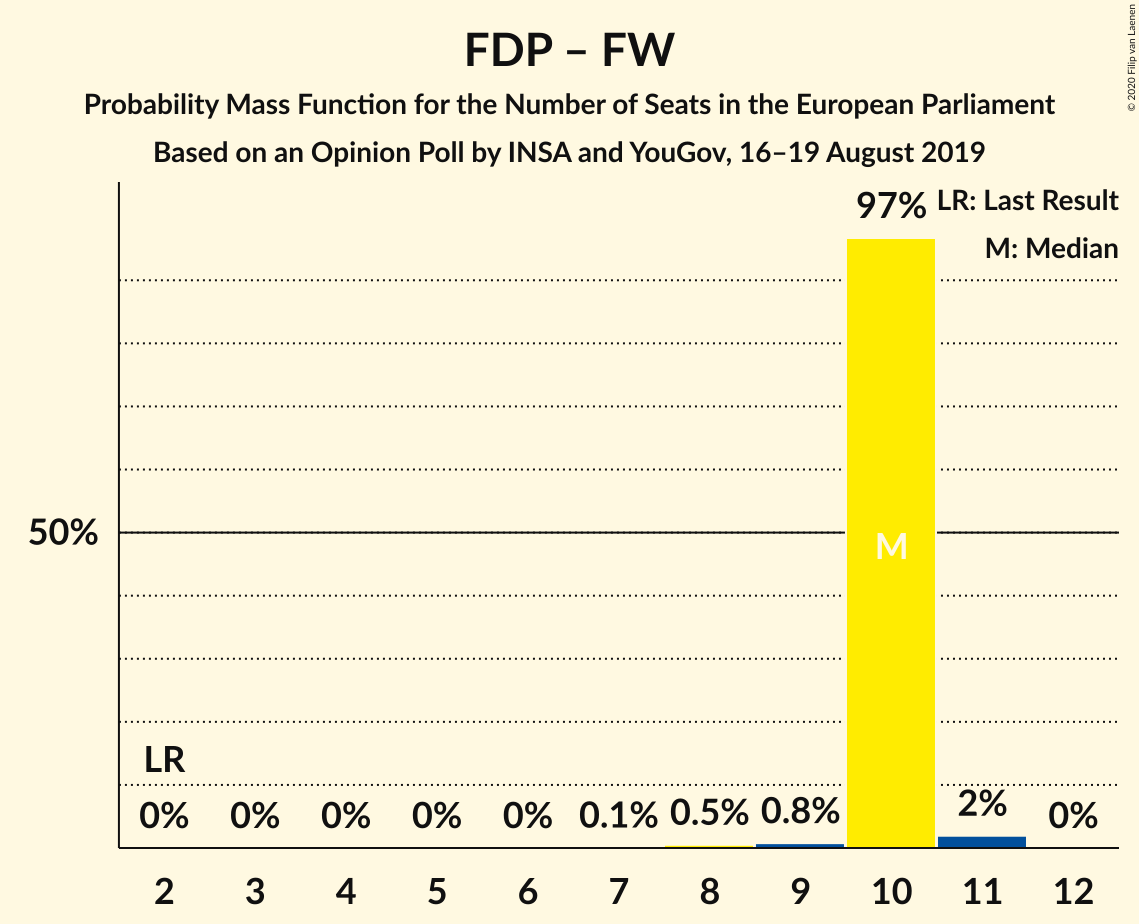 FDP – FW
Probability Mass Function for the Number of Seats in the European Parliament
Based on an Opinion Poll by INSA and YouGov, 16–19 August 2019
© 2020 Filip van Laenen
97%
LR: Last Result
M: Median
50%
M
LR
0% 0% 0% 0% 0% 0.1% 0.5% 0.8% 2% 0%
2 3 4 5 6 7 8 9 10 11 12